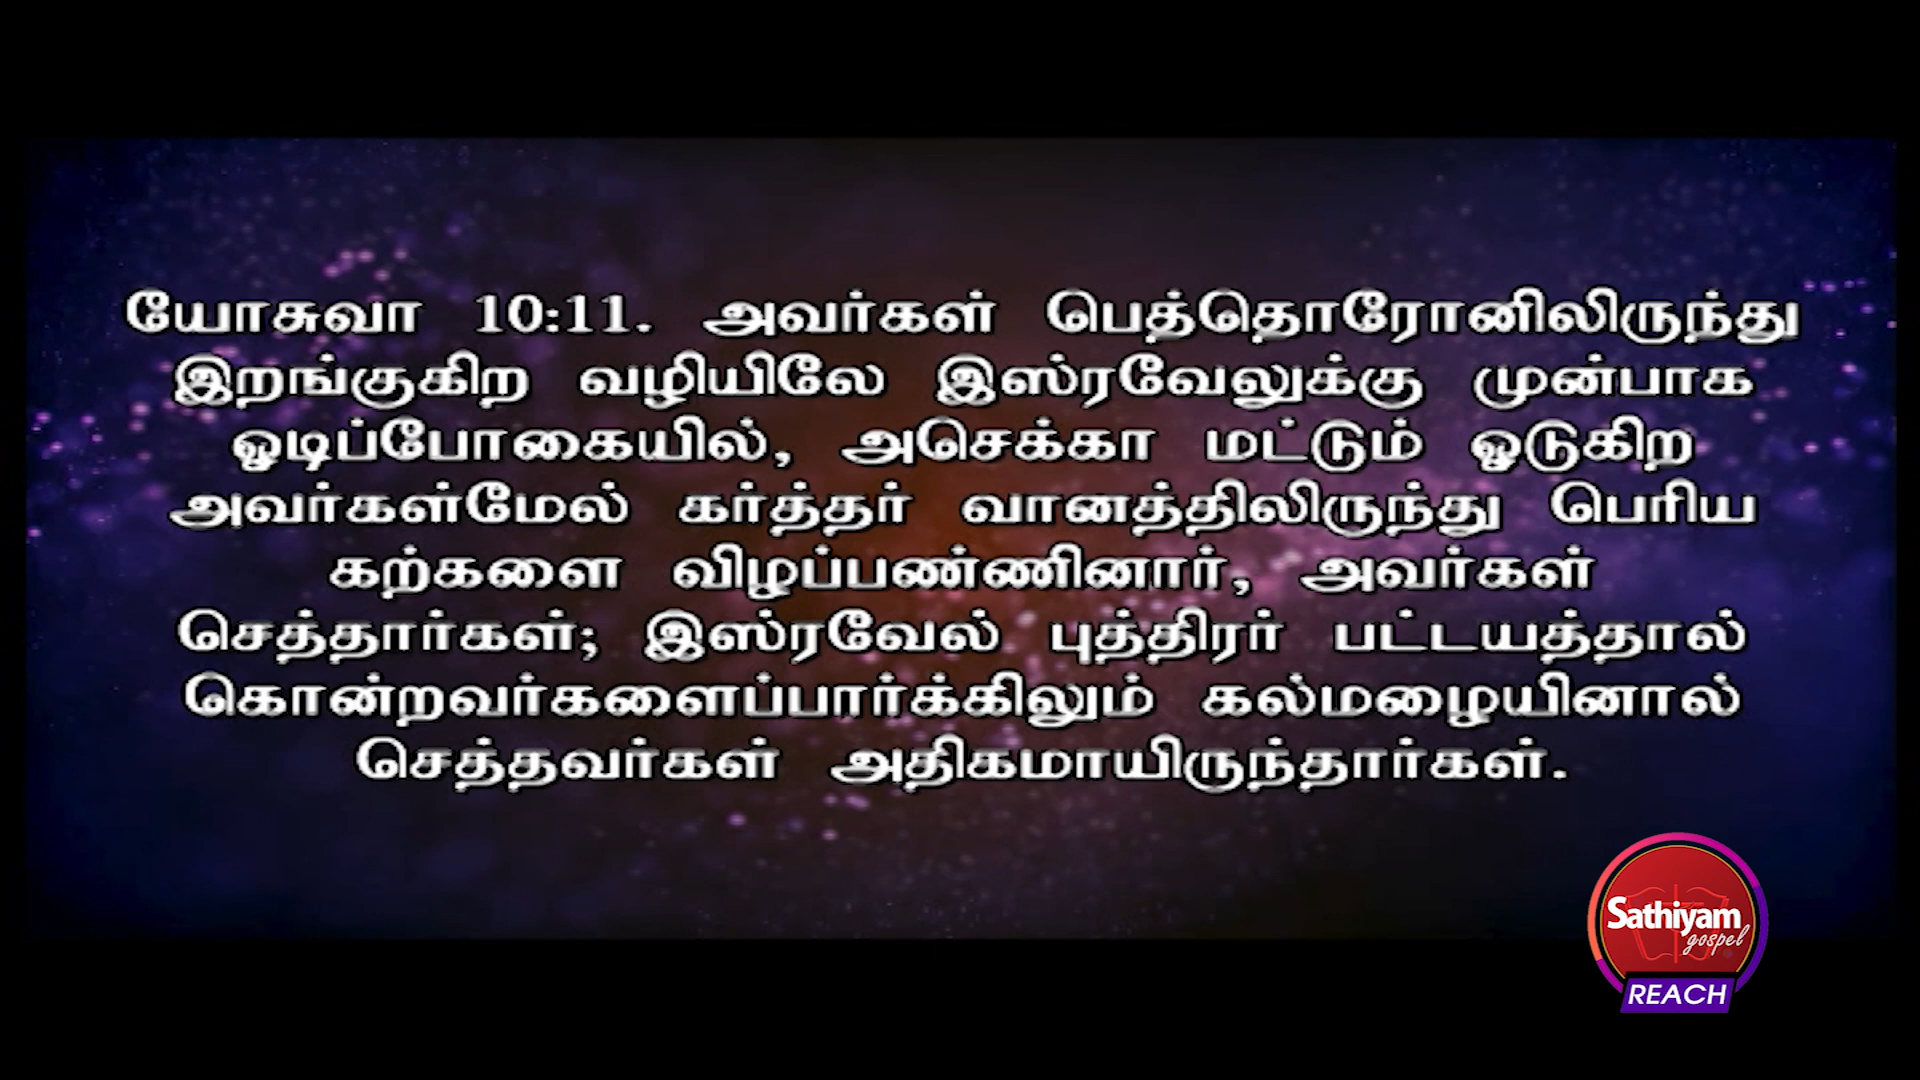 யோசுவா 10:11. அவர்கள் பெத்தொரோனிலிருந்து
இறங்குகிற வழியிலே இஸ்ரவேலுக்கு முன்பாக
ஓடிப்போகையில், அசெக்கா மட்டும் ஓடுகிற
அவர்கள்மேல் கர்த்தர் வானத்திலிருந்து பெரிய
கற்களை விழப்பண்ணினார், அவர்கள்
செத்தார்கள்; இஸ்ரவேல் புத்திரர் பட்டயத்தால்
கொன்றவர்களைப்பார்க்கிலும் கல்மழையினால்
செத்தவர்கள் அதிகமாயிருந்தார்கள்.
Sathiyam
gospel
REACH